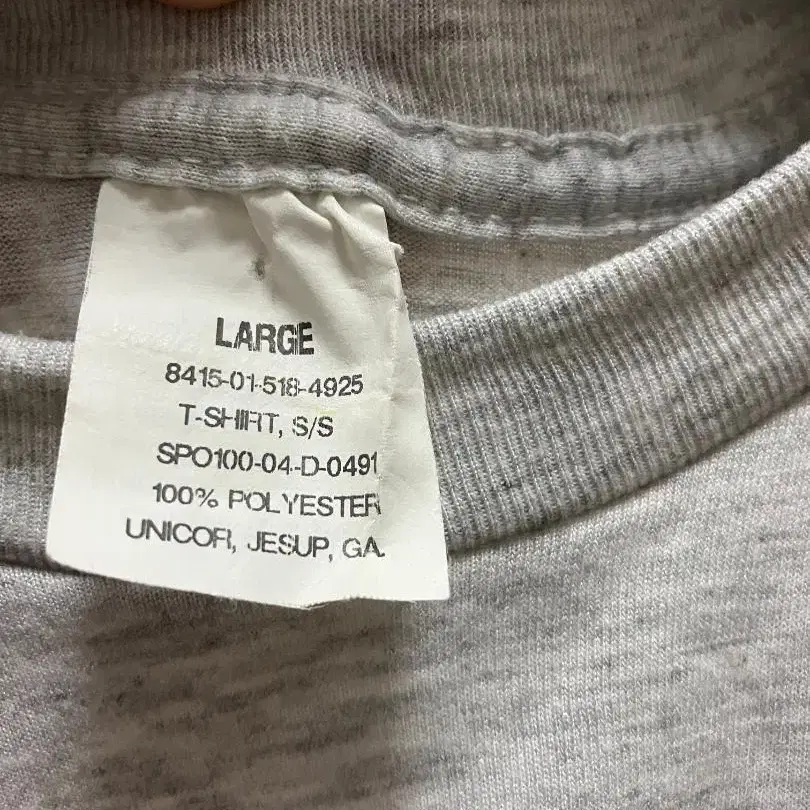 LARGE
8415-01-518-4925
T-SHIRT, S/S
SPO100-04-D-0491
100% POLYESTER
UNICOR, JESUP, GA.